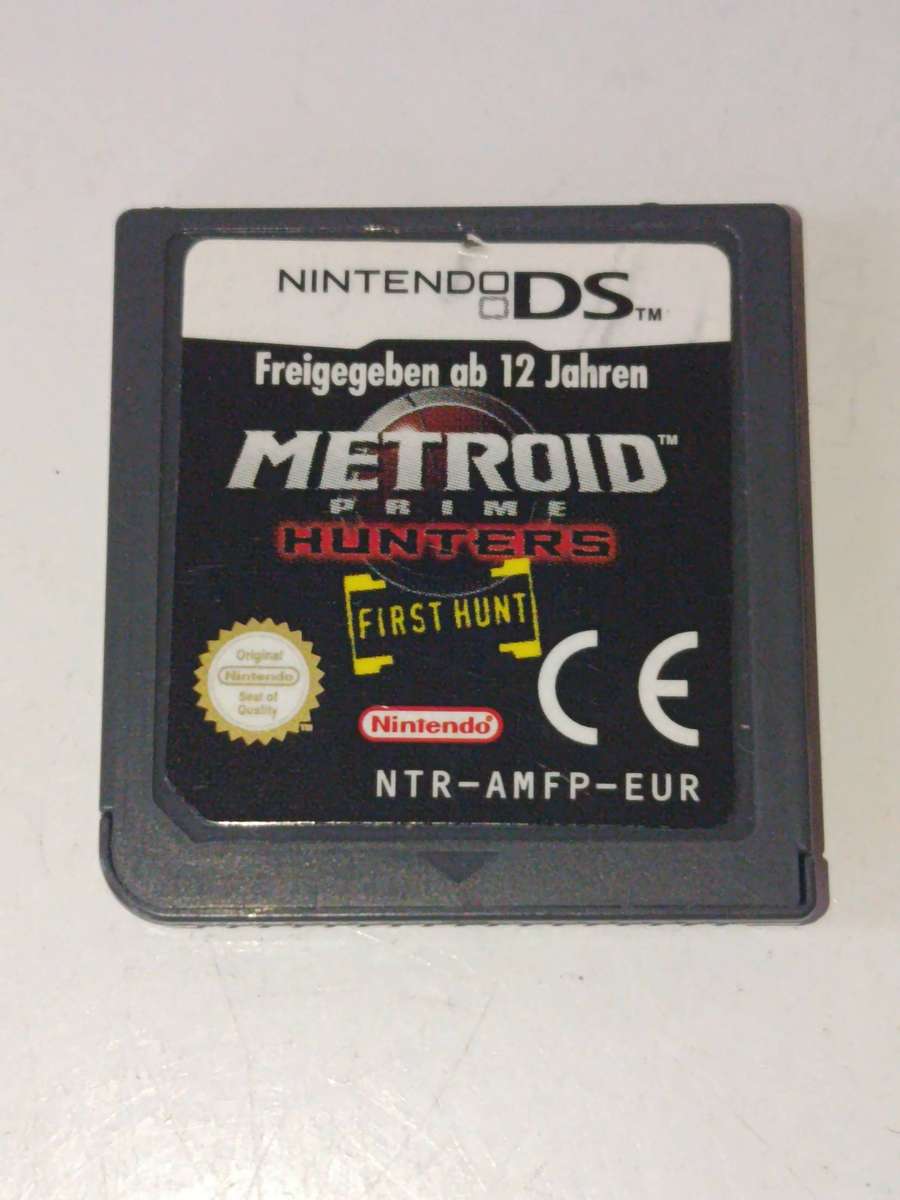 NINTENDO DS™
Freigegeben ab 12 Jahren
METROID™
PRIME
HUNTERS
FIRST HUNT
Original
Nintendo
Seal of
Quality
TM
Nintendo®
CE
NTR-AMFP-EUR